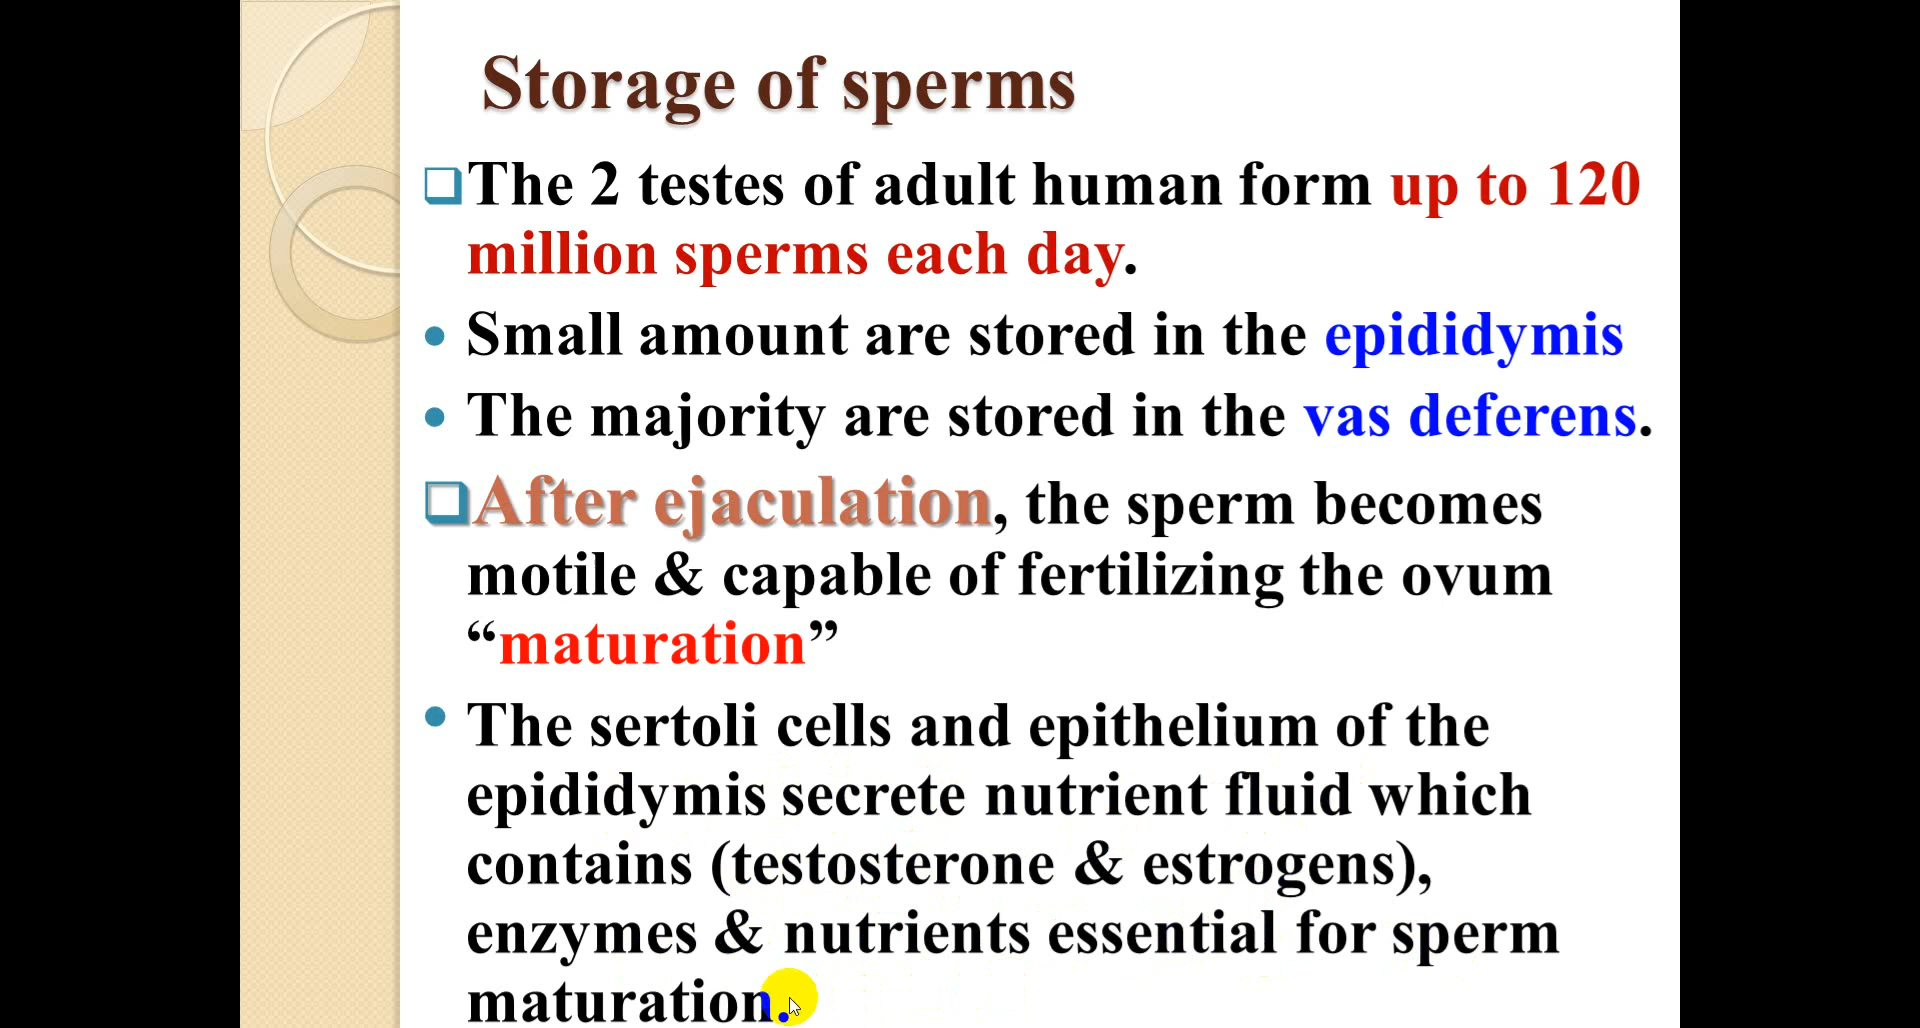 Storage of sperms
The 2 testes of adult human form up to 120
million sperms each day.
Small amount are stored in the epididymis
The majority are stored in the vas deferens.
After ejaculation, the sperm becomes
motile & capable of fertilizing the ovum
“maturation”
The sertoli cells and epithelium of the
epididymis secrete nutrient fluid which
contains (testosterone & estrogens),
enzymes & nutrients essential for sperm
maturation.